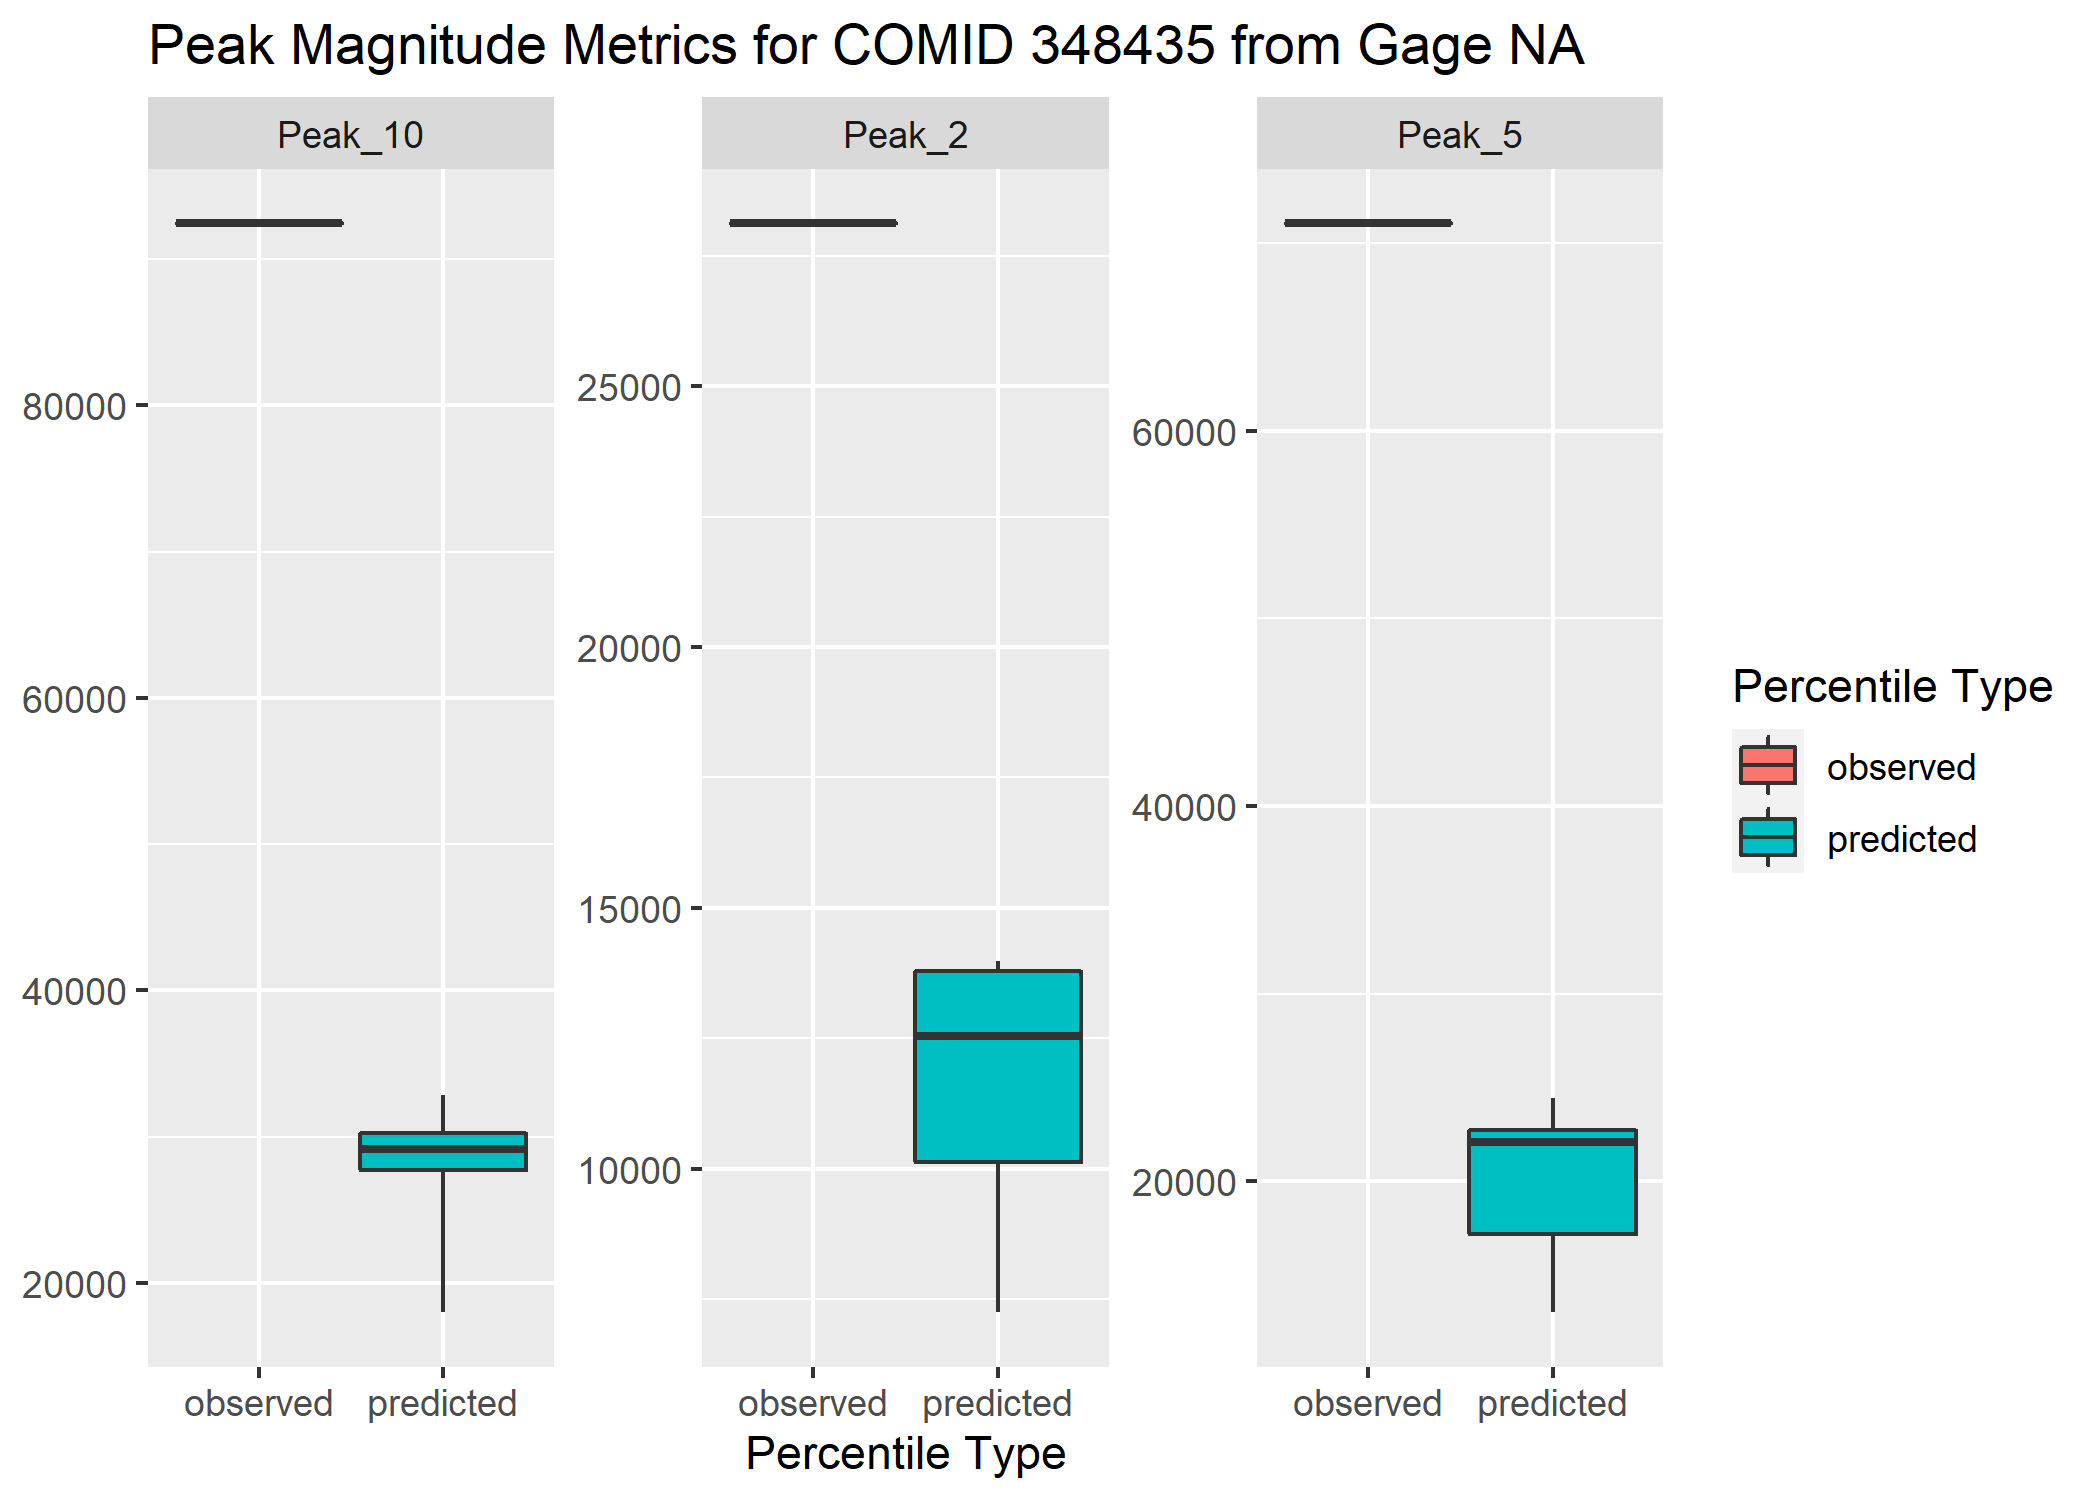 Peak Magnitude Metrics for COMID 348435 from Gage NA
Peak_10
80000
60000
40000
20000
observed predicted
Peak_2
25000
20000
15000
10000
observed predicted
Peak_5
60000
40000
20000
observed predicted
Percentile Type
Percentile Type
observed
predicted